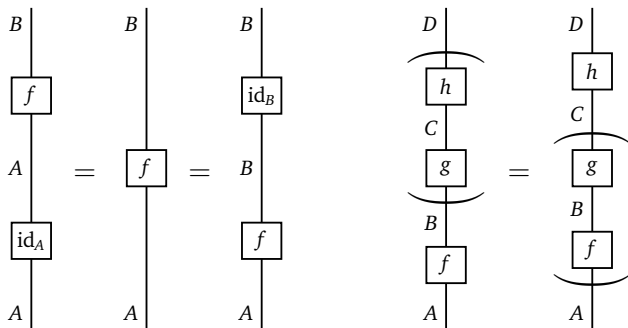 B B B D D
f id_B h h
C C
A = f = B g = g
B B
id_A f f f
A A A A A